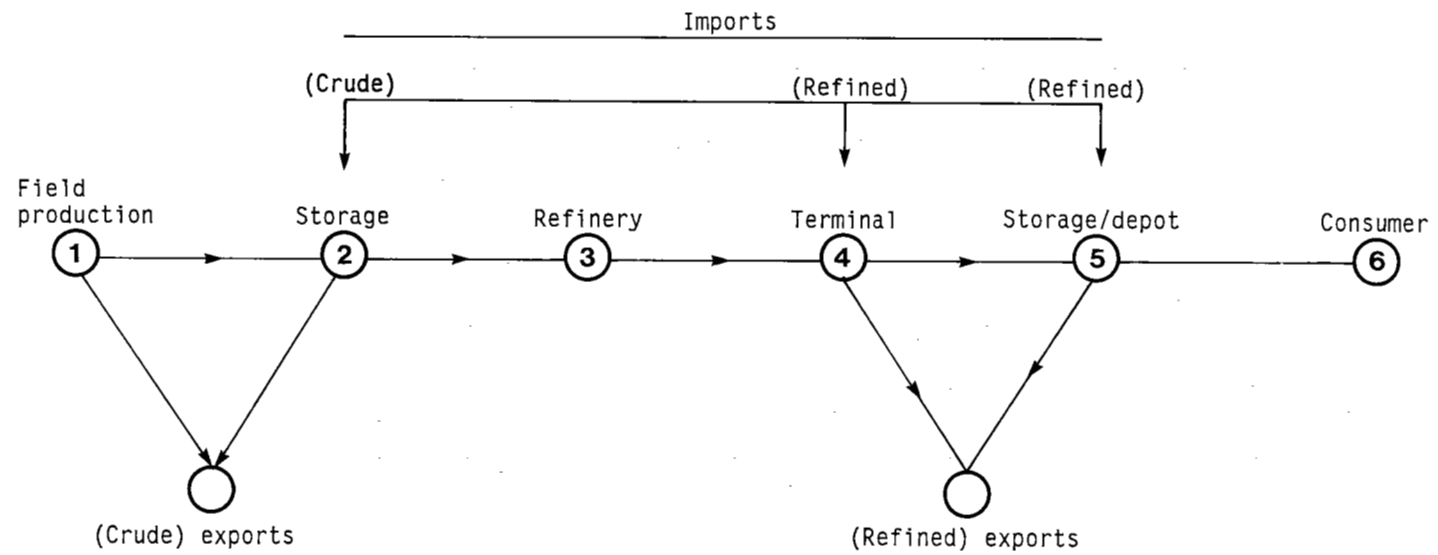 Imports
(Crude)
(Refined)
(Refined)
Field
production
Storage
Refinery
Terminal
Storage/depot
Consumer
1
2
3
4
5
6
(Crude) exports
(Refined) exports